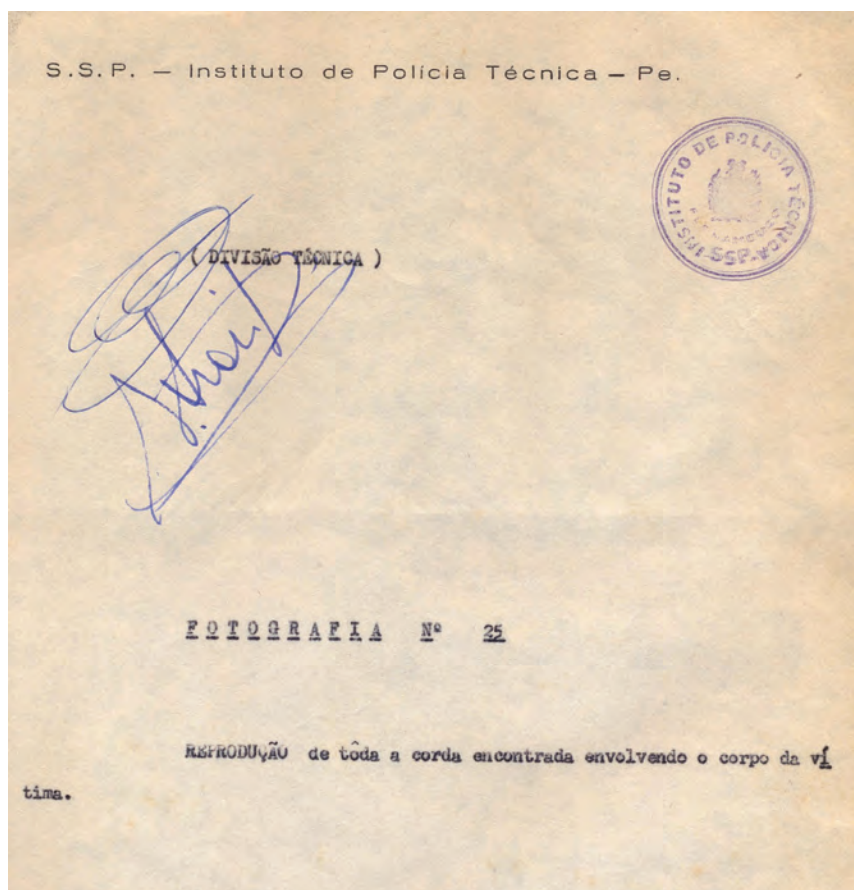 S.S.P. — Instituto de Polícia Técnica — Pe.
INSTITUTO DE POLICIA TÉCNICA
SSP
( DIVISÃO TÉCNICA )
FOTOGRAFIA Nº 25
REPRODUÇÃO de tôda a corda encontrada envolvendo o corpo da ví
tima.